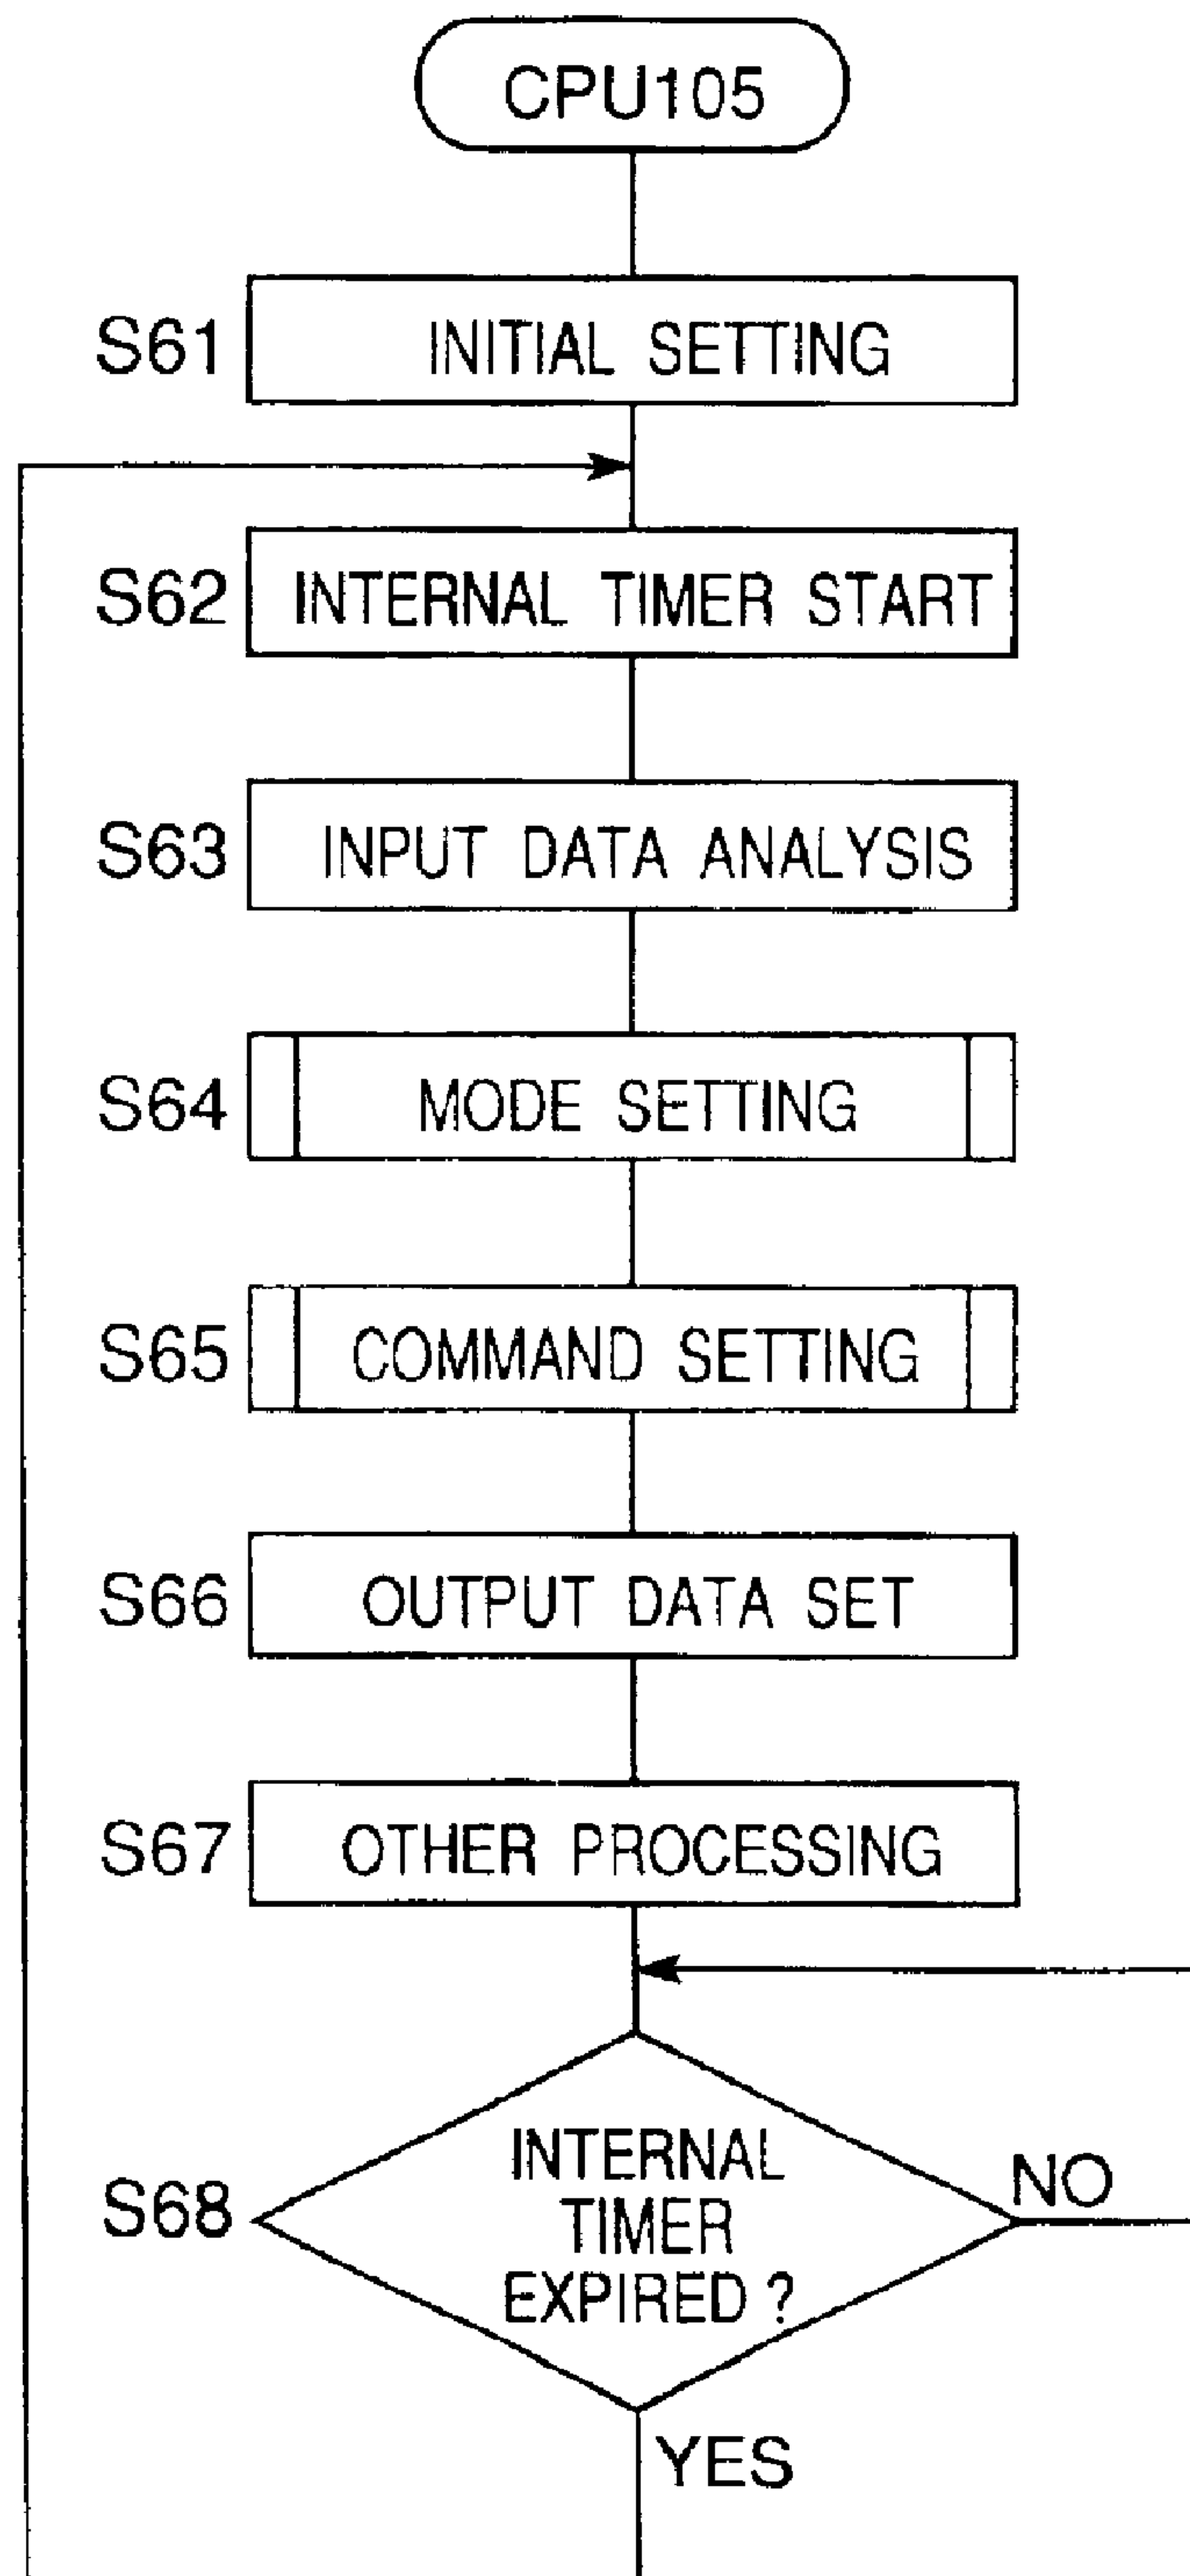 CPU105
S61 INITIAL SETTING
S62 INTERNAL TIMER START
S63 INPUT DATA ANALYSIS
S64 MODE SETTING
S65 COMMAND SETTING
S66 OUTPUT DATA SET
S67 OTHER PROCESSING
INTERNAL
S68 TIMER NO
EXPIRED ?
YES